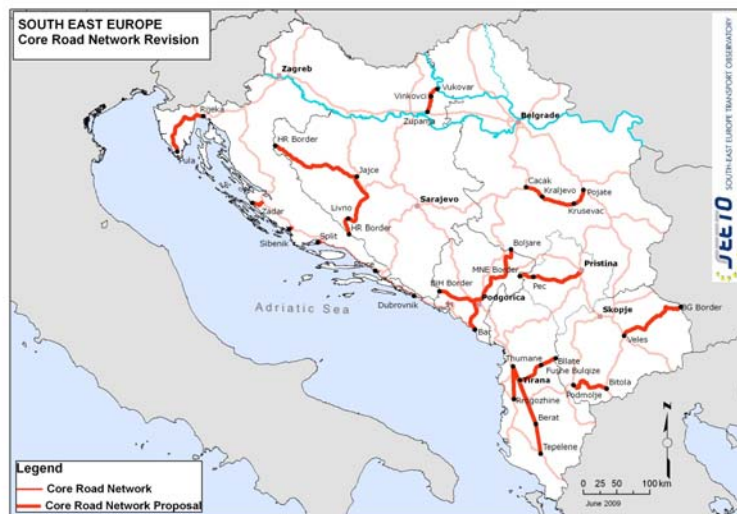 SOUTH EAST EUROPE
Core Road Network Revision
Zagreb
Vukovar
Vinkovci
Zupanja
Rijeka
Belgrade
HR Border
Pula
Jajce
Cacak
Kraljevo
Pojate
Krusevac
Zadar
Sarajevo
Livno
HR Border
Sibenik
Split
Boljare
Ploce
MNE Border
Pristina
Pec
BiH Border
Podgorica
Dubrovnik
Adriatic Sea
Skopje
BG Border
Bar
Veles
Thumane
Bllate
Fushe Bulqize
Tirana
Bitola
Podmolje
Rrogozhine
Berat
Tepelene
N
Legend
Core Road Network
Core Road Network Proposal
0 25 50 100
km
June 2009
SEETO
SOUTH-EAST EUROPE TRANSPORT OBSERVATORY